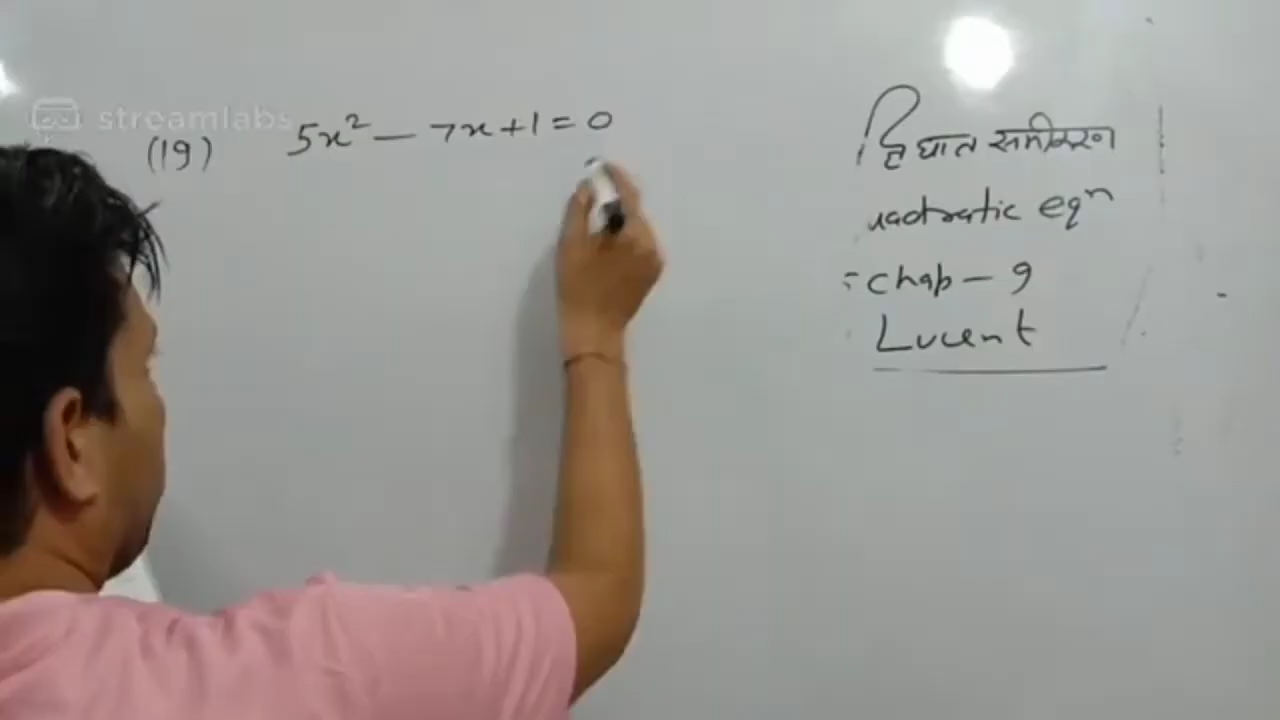 streamlabs
(19) 5x² - 7x + 1 = 0
द्विघात समीकरण
uadratic eqⁿ
chap - 9
Lucent